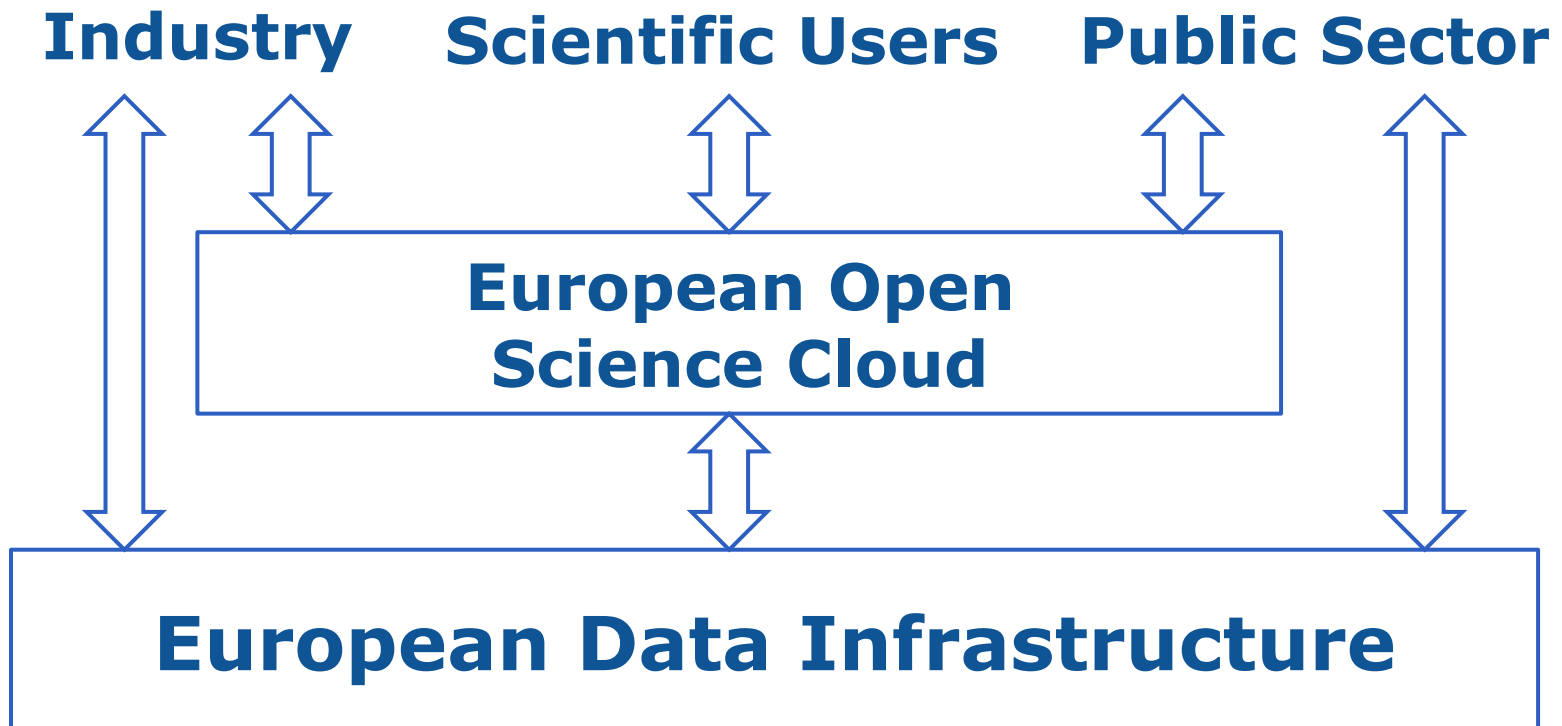 Industry
Scientific Users
Public Sector
European Open
Science Cloud
European Data Infrastructure